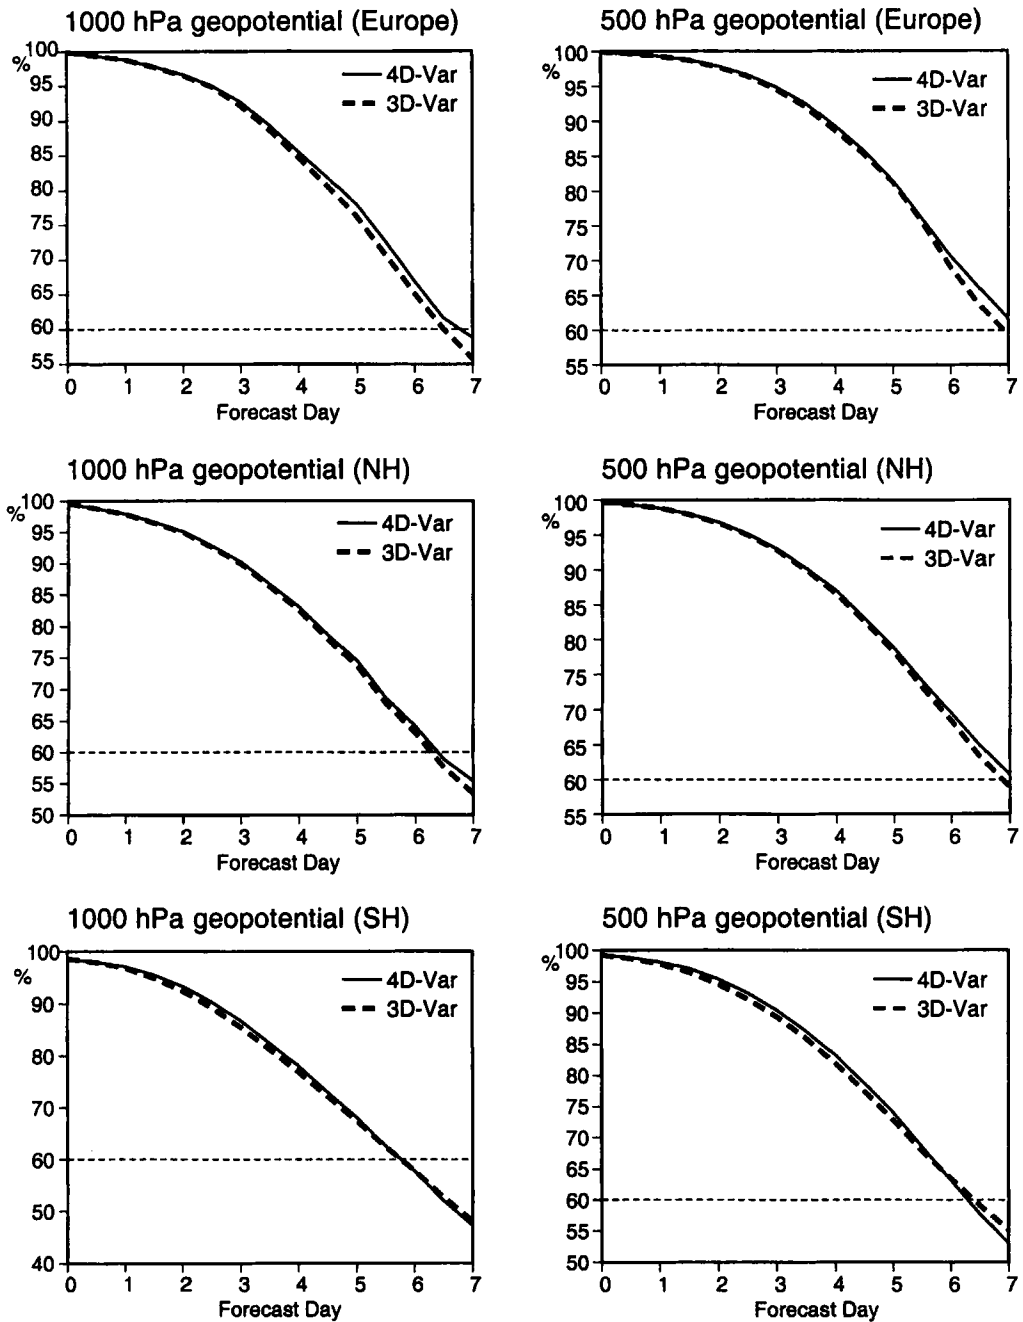 1000 hPa geopotential (Europe)
100
%
95
90
85
80
75
70
65
60
55
4D-Var
3D-Var
0 1 2 3 4 5 6 7
Forecast Day
500 hPa geopotential (Europe)
100
%
95
90
85
80
75
70
65
60
55
4D-Var
3D-Var
0 1 2 3 4 5 6 7
Forecast Day
1000 hPa geopotential (NH)
100
%
95
90
85
80
75
70
65
60
55
50
4D-Var
3D-Var
0 1 2 3 4 5 6 7
Forecast Day
500 hPa geopotential (NH)
100
%
95
90
85
80
75
70
65
60
55
4D-Var
3D-Var
0 1 2 3 4 5 6 7
Forecast Day
1000 hPa geopotential (SH)
100
%
90
80
70
60
50
40
4D-Var
3D-Var
0 1 2 3 4 5 6 7
Forecast Day
500 hPa geopotential (SH)
100
%
95
90
85
80
75
70
65
60
55
50
4D-Var
3D-Var
0 1 2 3 4 5 6 7
Forecast Day